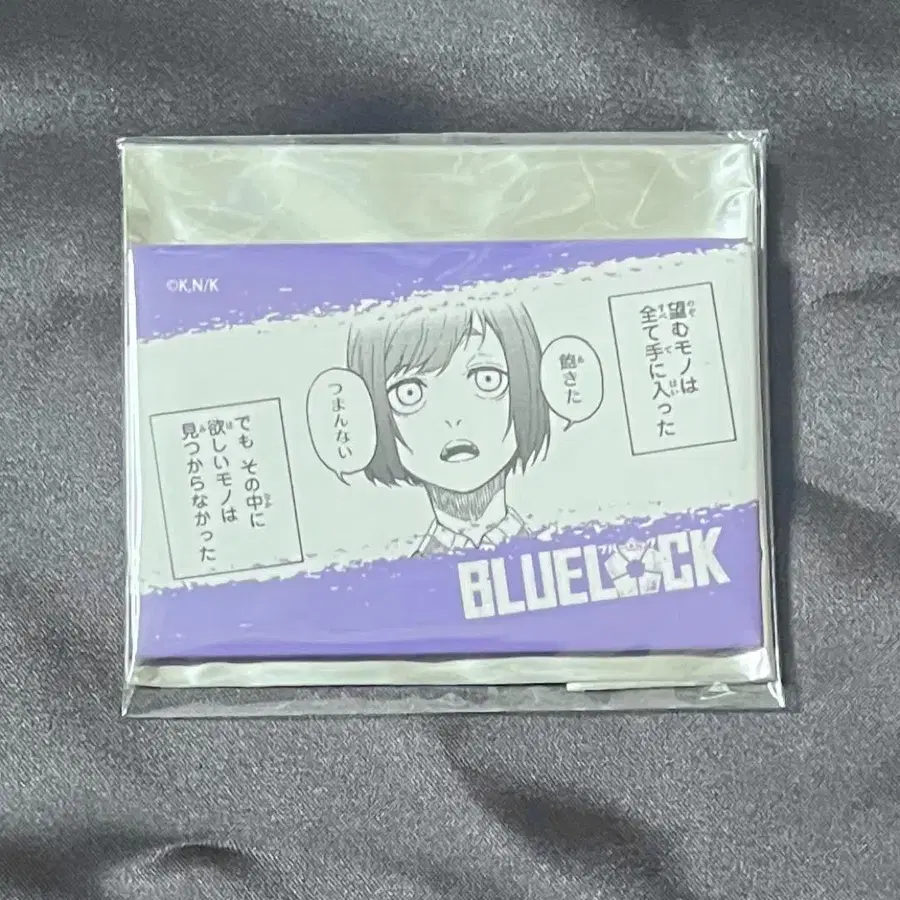 ©K,N/K
望むモノは
全て手に入った
飽きた
つまんない
でも その中に
欲しいモノは
見つからなかった
BLUELOCK